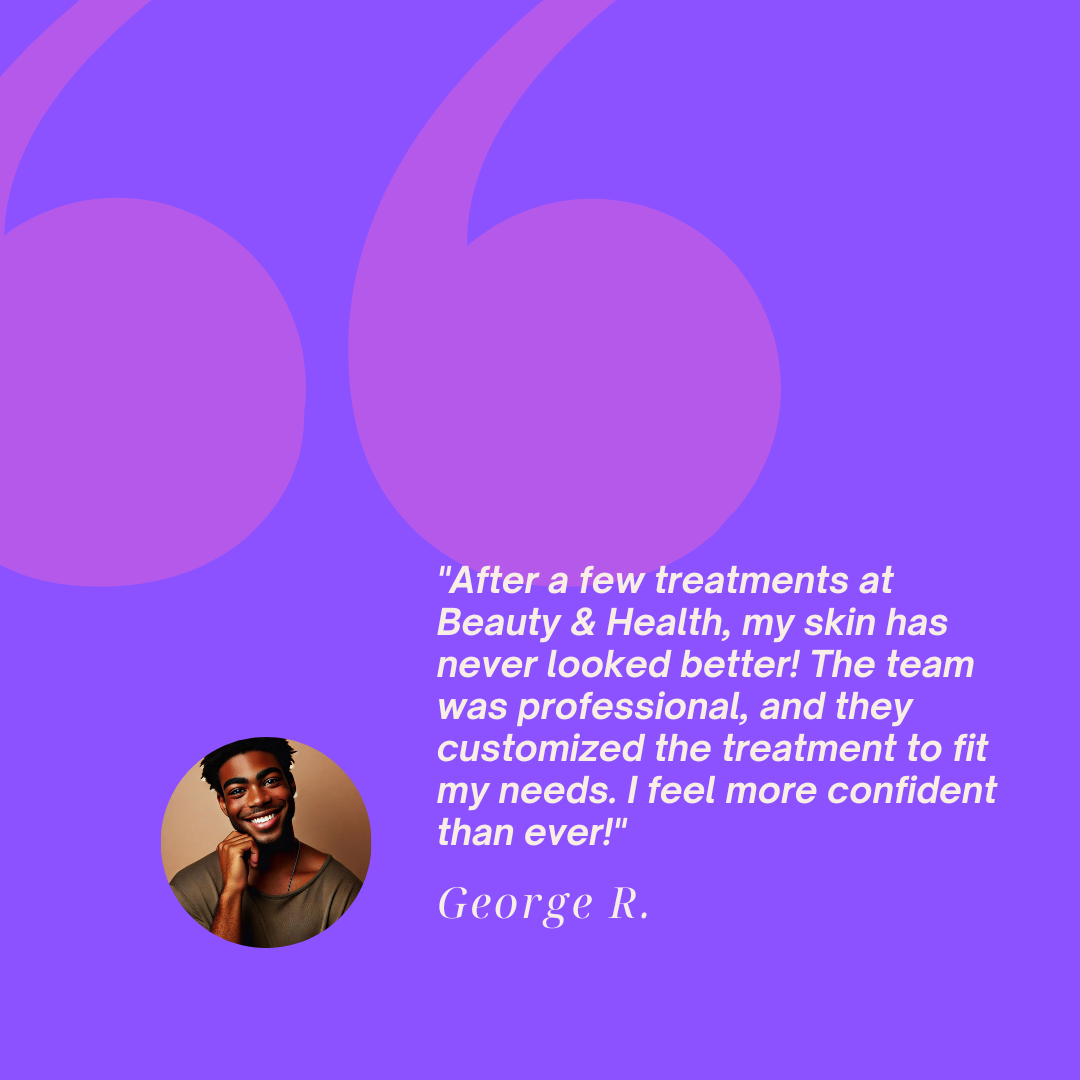 "After a few treatments at
Beauty & Health, my skin has
never looked better! The team
was professional, and they
customized the treatment to fit
my needs. I feel more confident
than ever!"
George R.